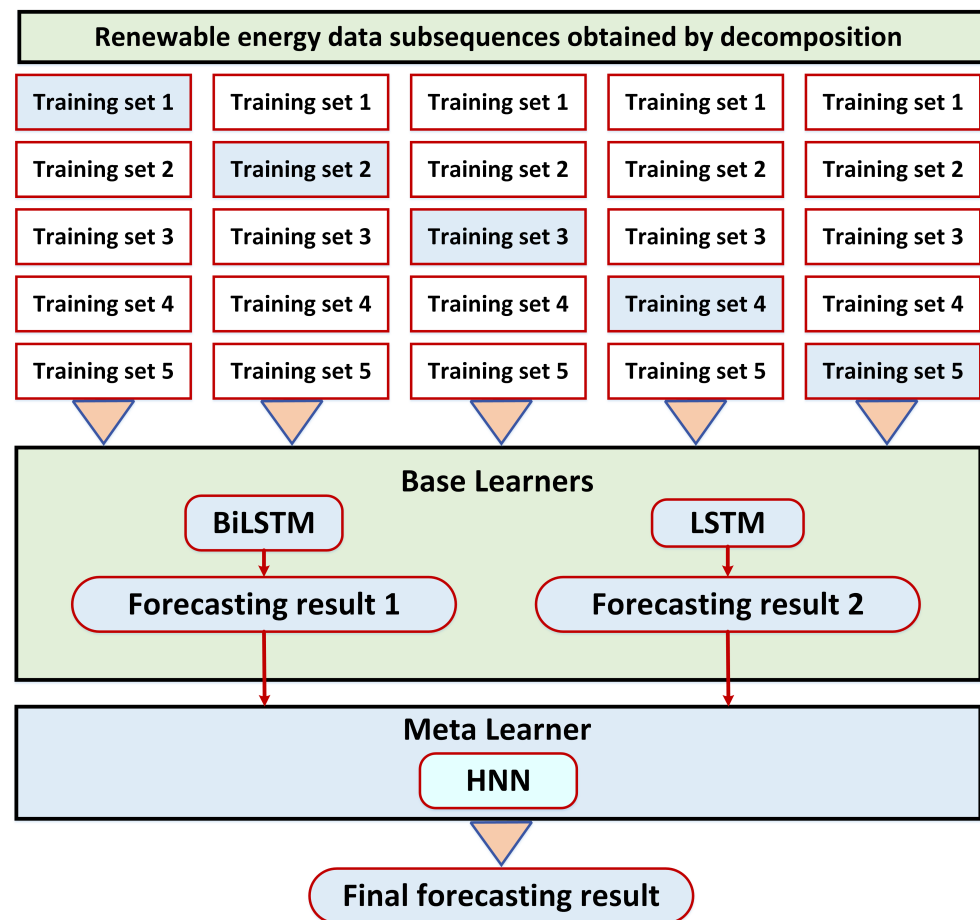 Renewable energy data subsequences obtained by decomposition
Training set 1 Training set 1 Training set 1 Training set 1 Training set 1
Training set 2 Training set 2 Training set 2 Training set 2 Training set 2
Training set 3 Training set 3 Training set 3 Training set 3 Training set 3
Training set 4 Training set 4 Training set 4 Training set 4 Training set 4
Training set 5 Training set 5 Training set 5 Training set 5 Training set 5
Base Learners
BiLSTM LSTM
Forecasting result 1 Forecasting result 2
Meta Learner
HNN
Final forecasting result